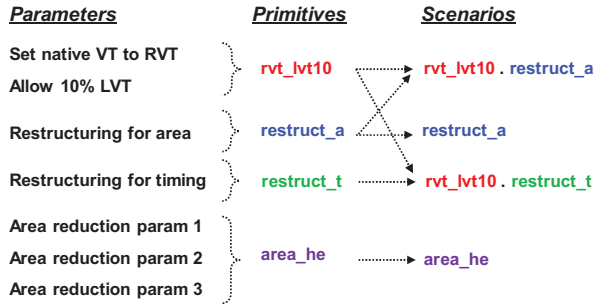 Parameters Primitives Scenarios
Set native VT to RVT
Allow 10% LVT
rvt_lvt10 rvt_lvt10 . restruct_a
Restructuring for area restruct_a restruct_a
Restructuring for timing restruct_t rvt_lvt10 . restruct_t
Area reduction param 1
Area reduction param 2
Area reduction param 3
area_he area_he